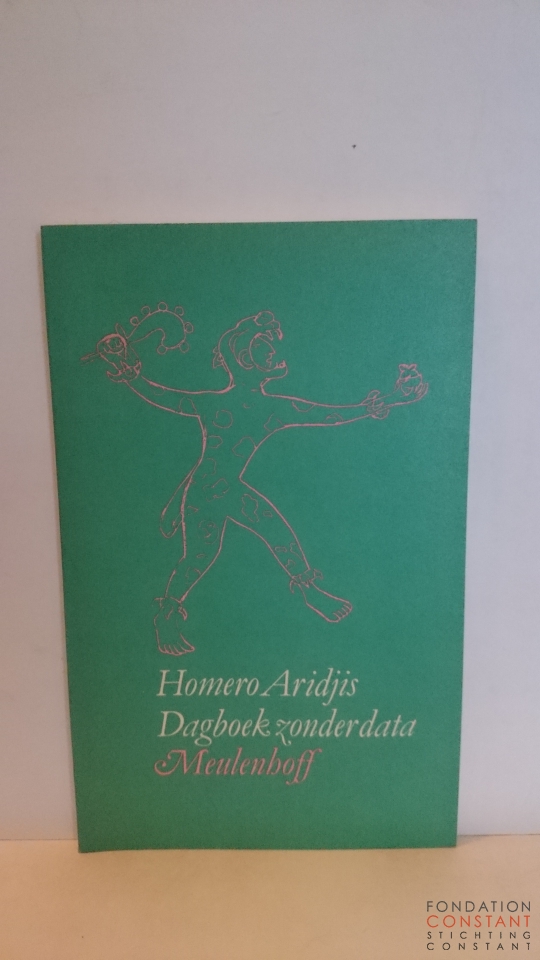 Homero Aridjis
Dagboek zonder data
Meulenhoff
FONDATION
CONSTANT
STICHTING
CONSTANT